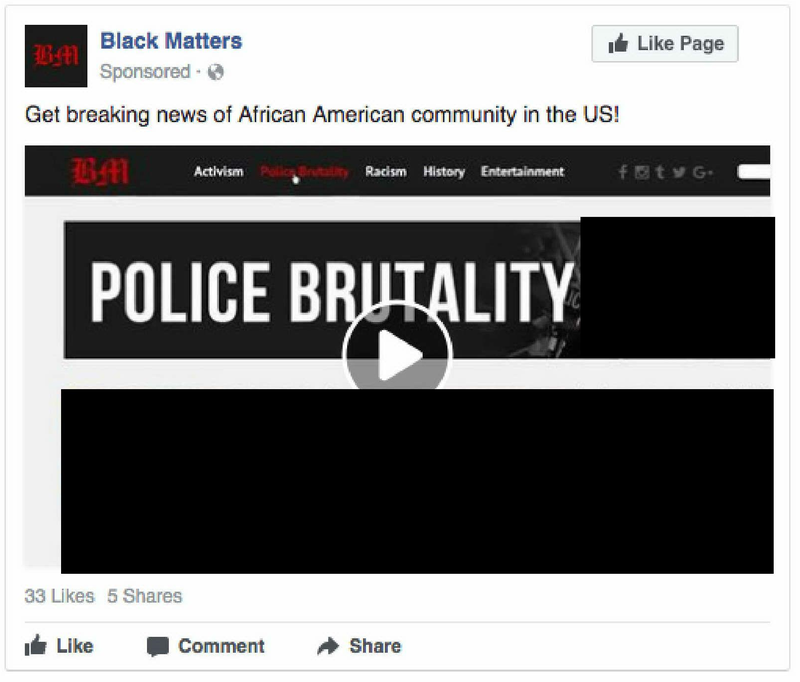 BM
Black Matters
Sponsored ·
Like Page
Get breaking news of African American community in the US!
BM Activism Police Brutality Racism History Entertainment f t G+
POLICE BRUTALITY
33 Likes 5 Shares
Like Comment Share